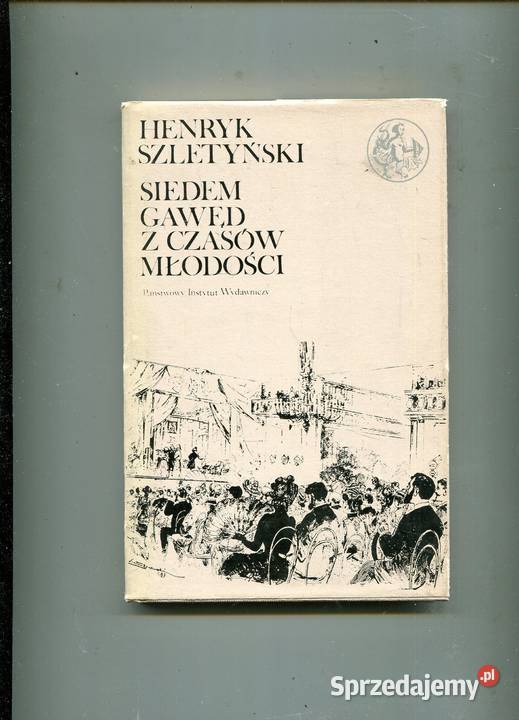 HENRYK
SZLETYŃSKI
SIEDEM
GAWĘD
Z CZASÓW
MŁODOŚCI
Państwowy Instytut Wydawniczy
Sprzedajemy.pl